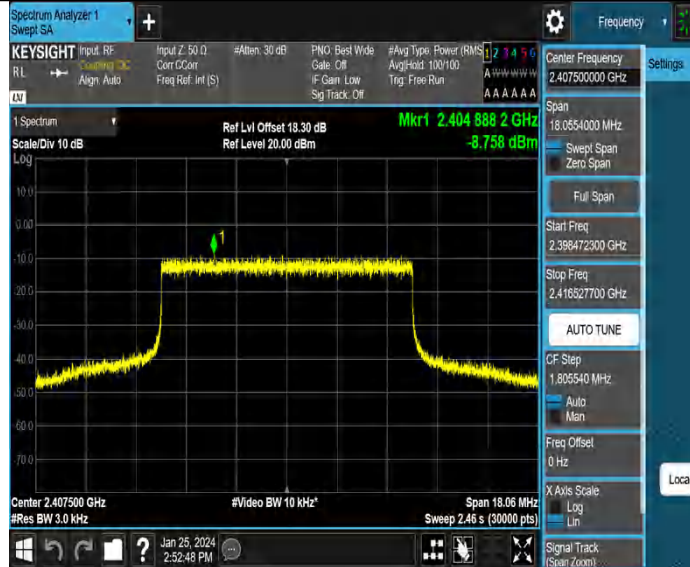 Spectrum Analyzer 1
Swept SA
+
Frequency
KEYSIGHT
Input: RF
Input Z: 50 Ω
#Atten: 30 dB
PNO: Best Wide
#Avg Type: Power (RMS
1 2 3 4 5 6
RL
Coupling: DC
Corr CCorr
Gate: Off
Avg|Hold: 100/100
A W W W W W
Align: Auto
Freq Ref: Int (S)
IF Gain: Low
Trig: Free Run
Sig Track: Off
A A A A A A
LXI
1 Spectrum
Ref Lvl Offset 18.30 dB
Mkr1 2.404 888 2 GHz
Scale/Div 10 dB
Ref Level 20.00 dBm
-8.758 dBm
Log
10.0
0.00
-10.0
-20.0
-30.0
-40.0
-50.0
-60.0
-70.0
1
Center 2.407500 GHz
#Video BW 10 kHz*
Span 18.06 MHz
#Res BW 3.0 kHz
Sweep 2.46 s (30000 pts)
?
Jan 25, 2024
2:52:48 PM
Center Frequency
2.407500000 GHz
Settings
Span
18.0554000 MHz
Swept Span
Zero Span
Full Span
Start Freq
2.398472300 GHz
Stop Freq
2.416527700 GHz
AUTO TUNE
CF Step
1.805540 MHz
Auto
Man
Freq Offset
0 Hz
X Axis Scale
Log
Lin
Loca
Signal Track
(Span Zoom)